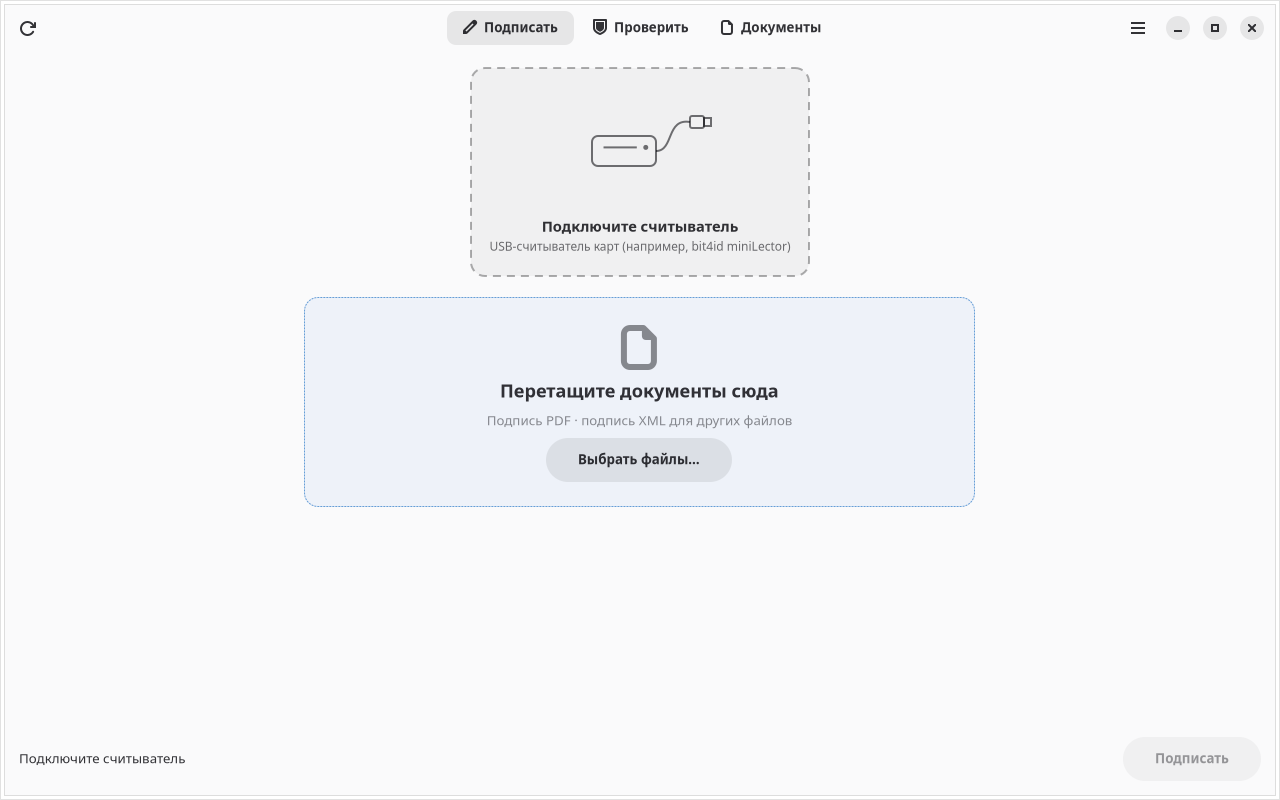 Подписать
Проверить
Документы
Подключите считыватель
USB-считыватель карт (например, bit4id miniLector)
Перетащите документы сюда
Подпись PDF · подпись XML для других файлов
Выбрать файлы...
Подключите считыватель
Подписать